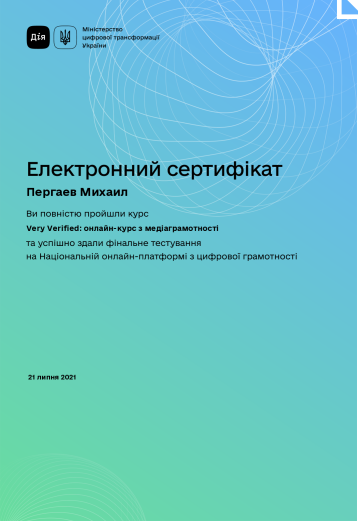 Дія
Міністерство
цифрової трансформації
України
Електронний сертифікат
Пергаев Михаил
Ви повністю пройшли курс
Very Verified: онлайн-курс з медіаграмотності
та успішно здали фінальне тестування
на Національній онлайн-платформі з цифрової грамотності
21 липня 2021